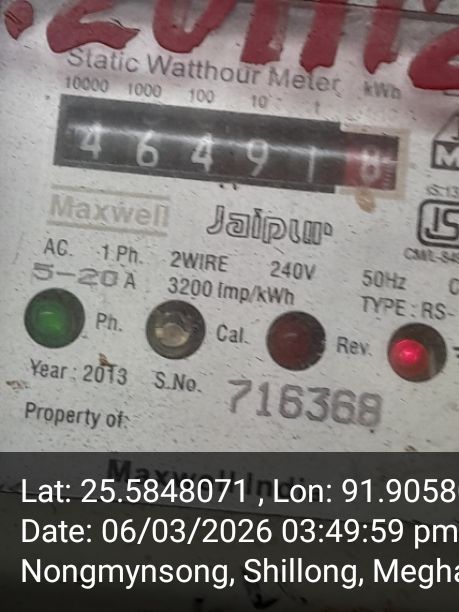 Static Watthour Meter
10000 1000 100 10 1 kWh
4 6 4 9 1 8
Maxwell Jaipur
AC. 1 Ph. 2WIRE 240V 50Hz
5-20 A 3200 Imp/kWh TYPE : RS-
Ph. Cal. Rev.
Year : 2013 S.No. 716368
Property of:
Maxwell Indi
Lat: 25.5848071 , Lon: 91.9058
Date: 06/03/2026 03:49:59 pm
Nongmynsong, Shillong, Megha